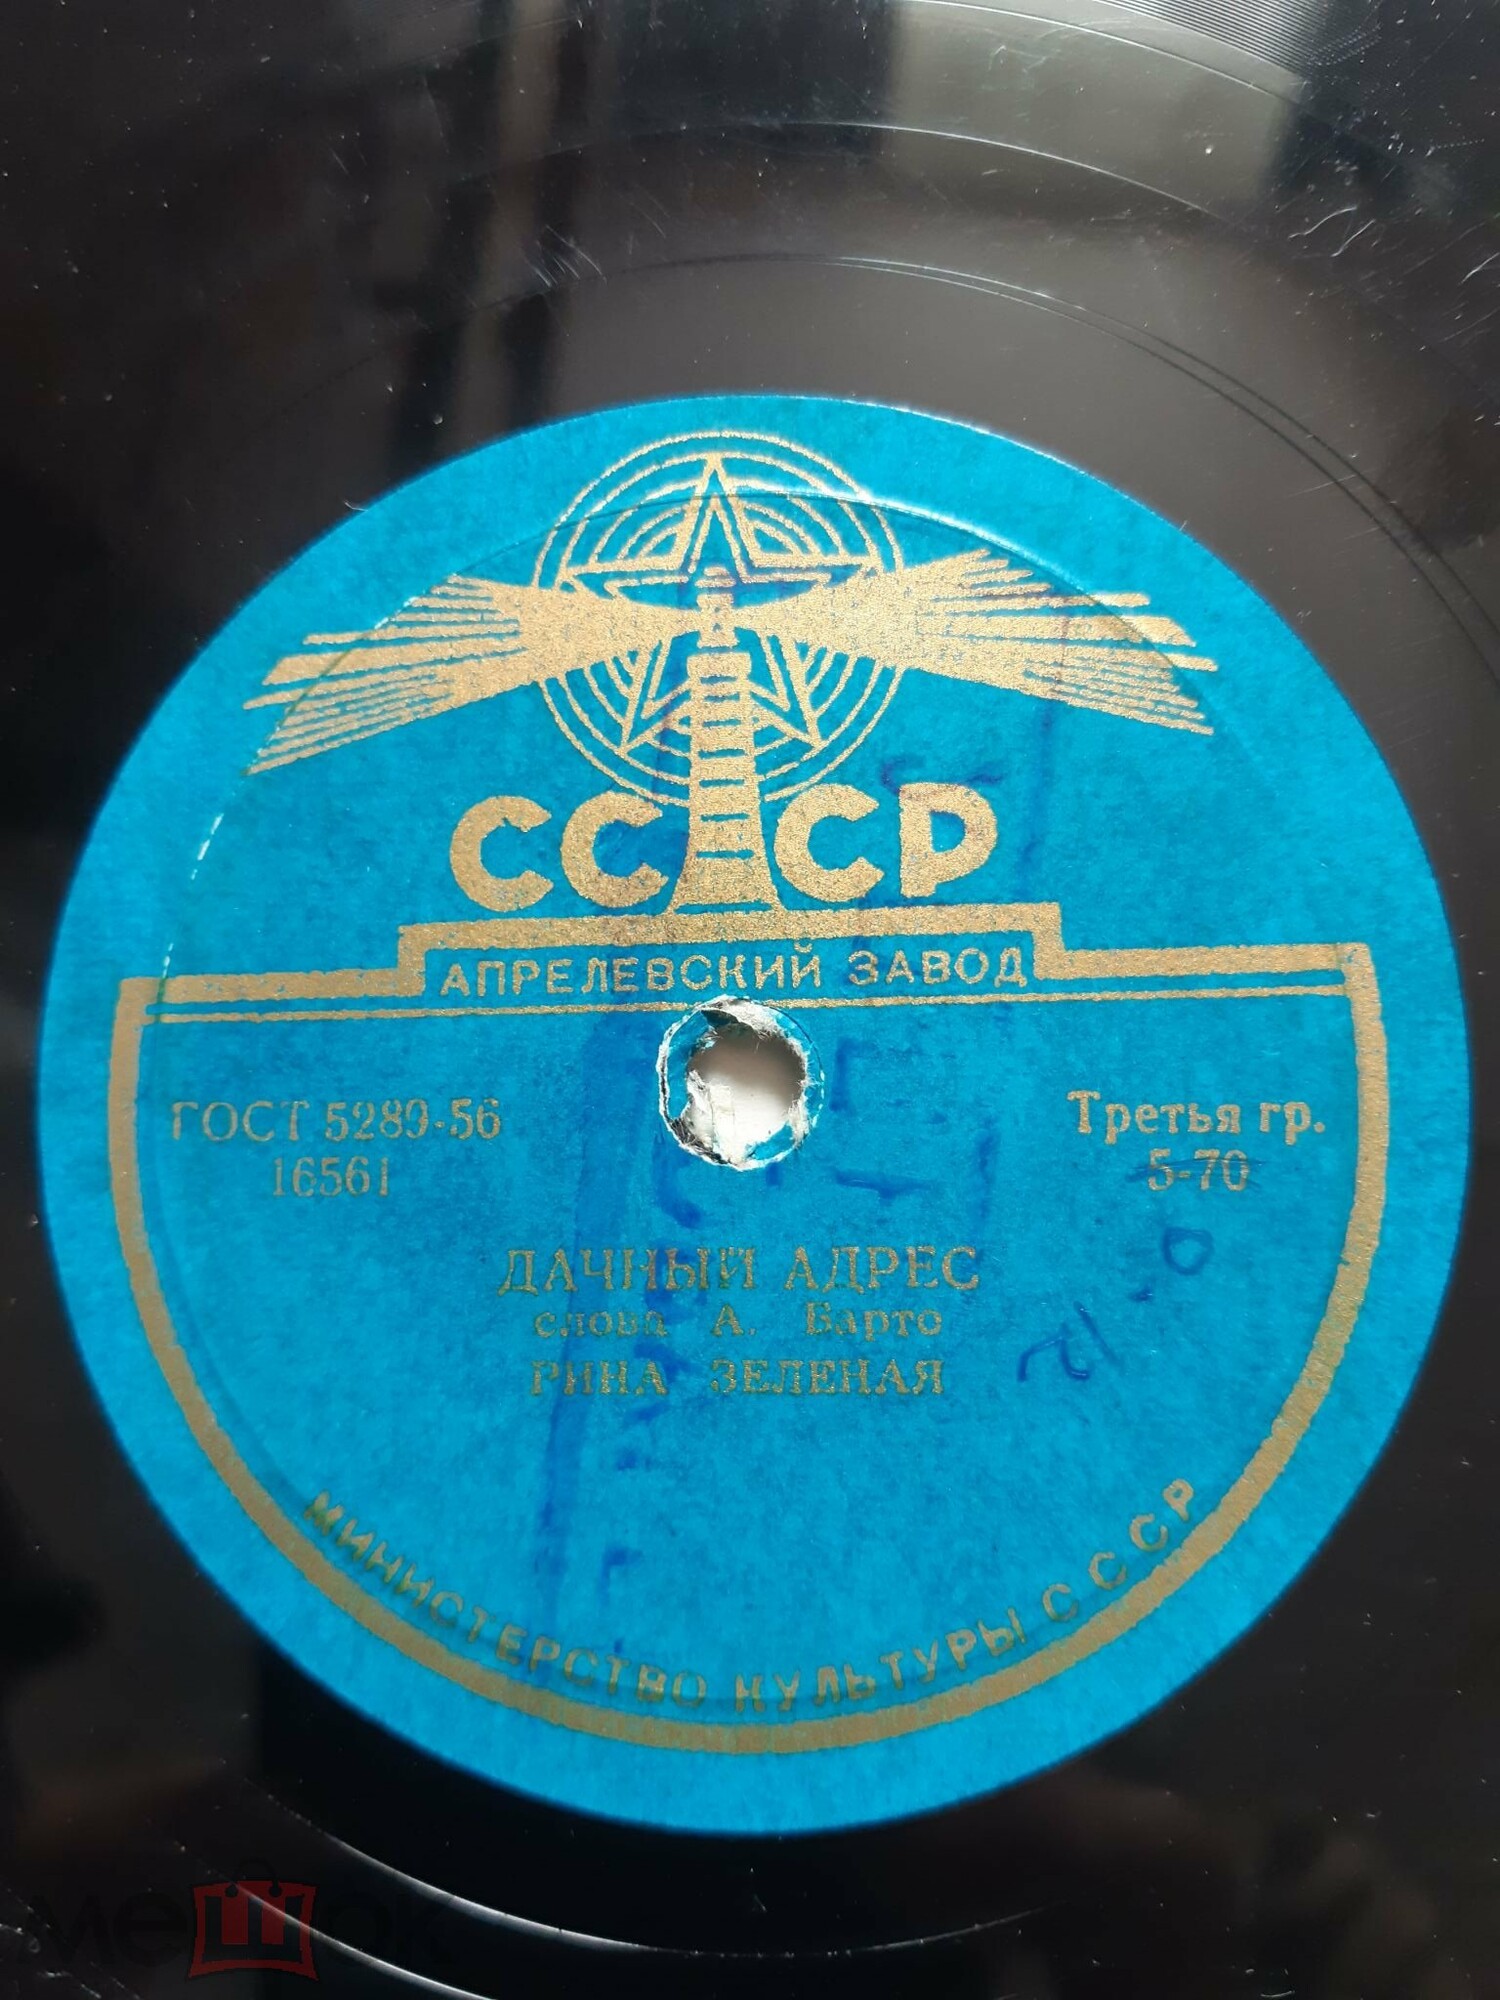 СССР
АПРЕЛЕВСКИЙ ЗАВОД
ГОСТ 5289-56
16561
Третья гр.
5-70
ДАЧНЫЙ АДРЕС
слова А. Барто
РИНА ЗЕЛЕНАЯ
МИНИСТЕРСТВО КУЛЬТУРЫ СССР
мешок